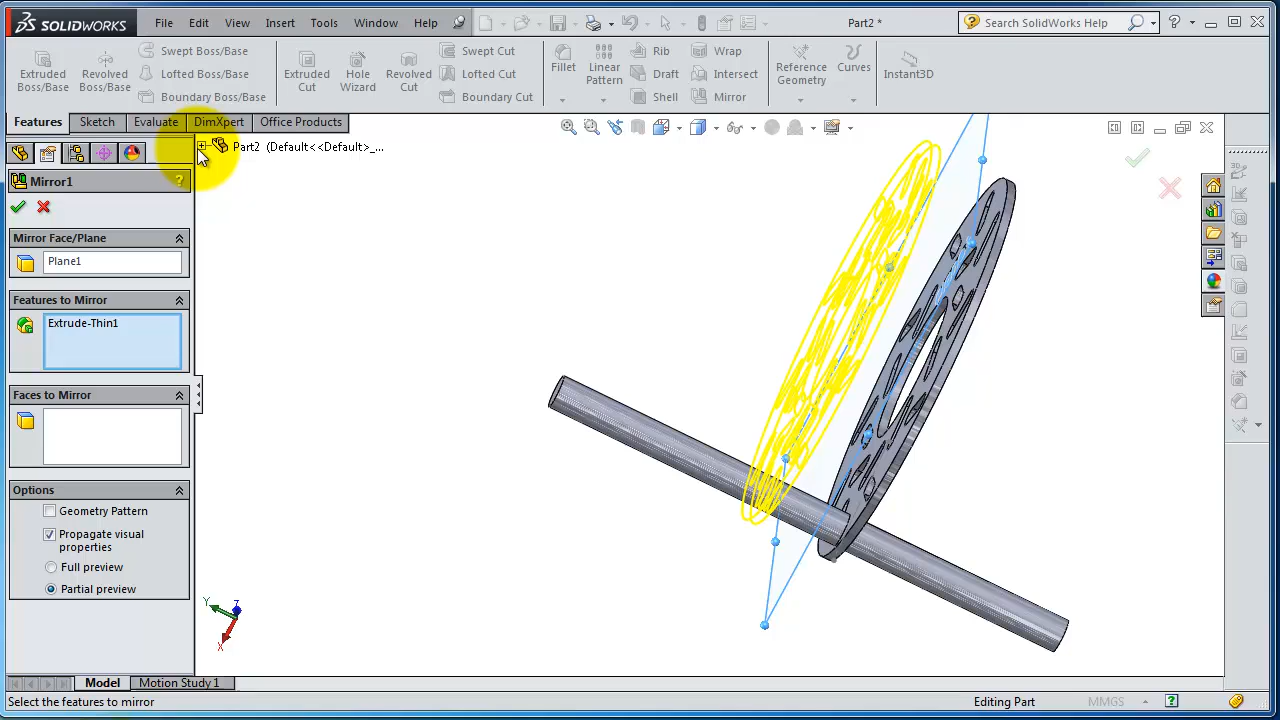 SOLIDWORKS File Edit View Insert Tools Window Help Part2 * Search SolidWorks Help
Extruded Boss/Base
Revolved Boss/Base
Swept Boss/Base
Lofted Boss/Base
Boundary Boss/Base
Extruded Cut
Hole Wizard
Revolved Cut
Swept Cut
Lofted Cut
Boundary Cut
Fillet
Linear Pattern
Rib
Draft
Shell
Wrap
Intersect
Mirror
Reference Geometry
Curves
Instant3D
Features Sketch Evaluate DimXpert Office Products
Part2 (Default<<Default>_...
Mirror1 ?
Mirror Face/Plane
Plane1
Features to Mirror
Extrude-Thin1
Faces to Mirror
Options
Geometry Pattern
Propagate visual
properties
Full preview
Partial preview
Y Z
X
Model Motion Study 1
Select the features to mirror Editing Part MMGS